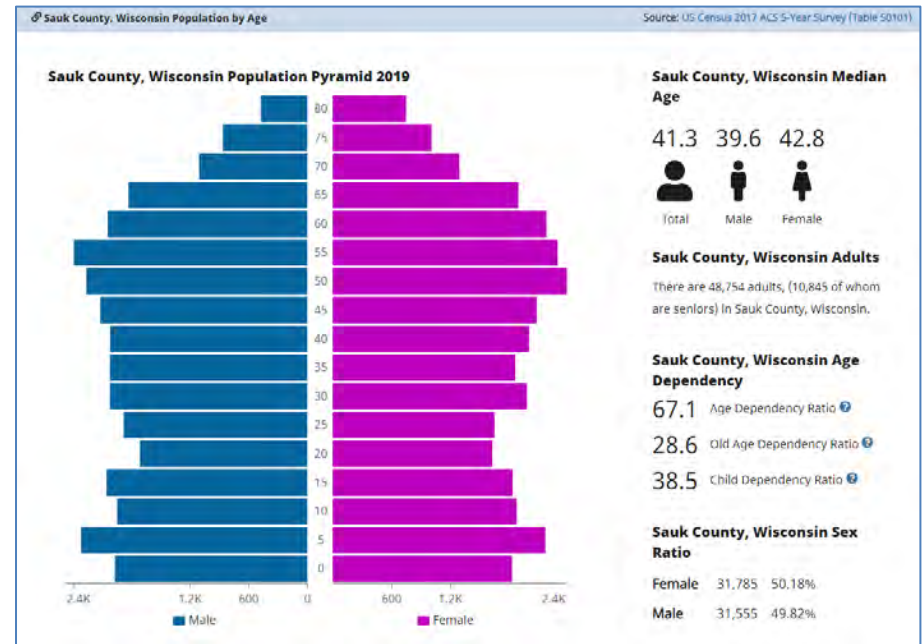 Sauk County, Wisconsin Population by Age
Source: US Census 2017 ACS 5-Year Survey (Table S0101)
Sauk County, Wisconsin Population Pyramid 2019
80
75
70
65
60
55
50
45
40
35
30
25
20
15
10
5
0
2.4K 1.2K 600 0 600 1.2K 2.4K
Male Female
Sauk County, Wisconsin Median
Age
41.3 39.6 42.8
Total Male Female
Sauk County, Wisconsin Adults
There are 48,754 adults, (10,845 of whom
are seniors) in Sauk County, Wisconsin.
Sauk County, Wisconsin Age
Dependency
67.1 Age Dependency Ratio ?
28.6 Old Age Dependency Ratio ?
38.5 Child Dependency Ratio ?
Sauk County, Wisconsin Sex
Ratio
Female 31,785 50.18%
Male 31,555 49.82%